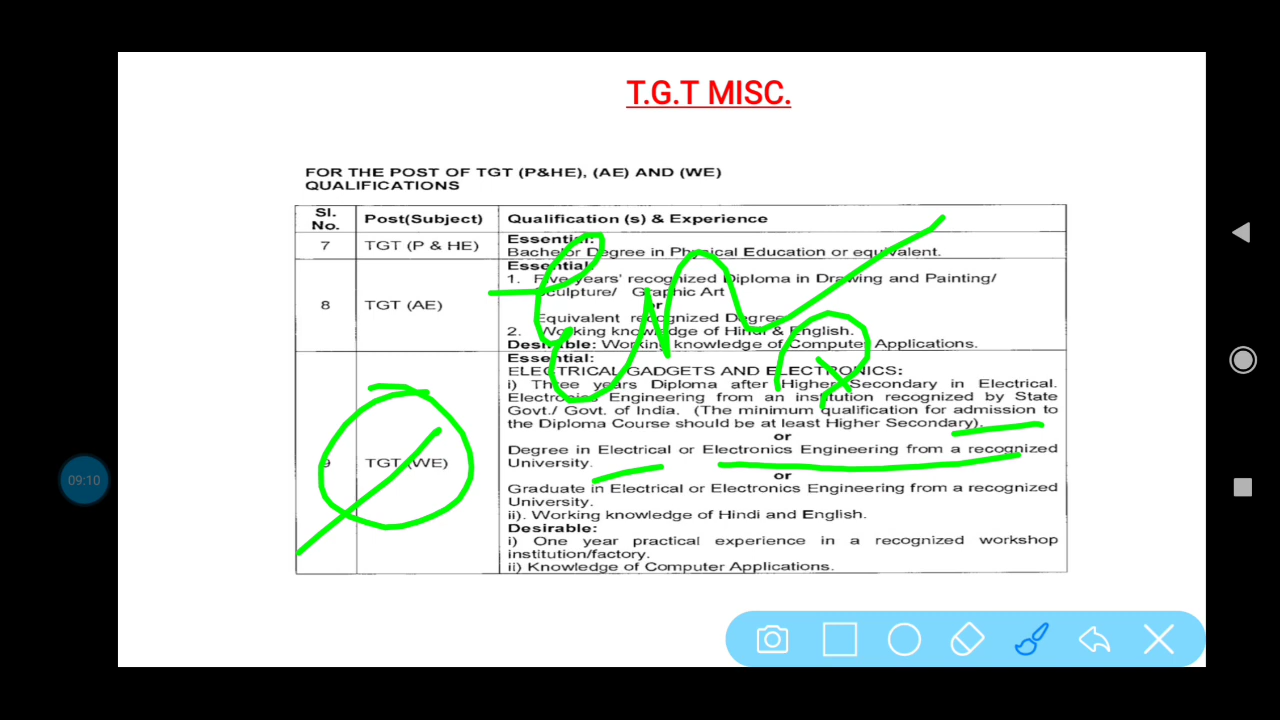 T.G.T MISC.
FOR THE POST OF TGT (P&HE), (AE) AND (WE)
QUALIFICATIONS
Sl. No. Post(Subject) Qualification (s) & Experience
7 TGT (P & HE) Essential:
Bachelor Degree in Physical Education or equivalent.
8 TGT (AE) Essential:
1. Five years' recognized Diploma in Drawing and Painting/
Sculpture/ Graphic Art
or
Equivalent recognized Degree
2. Working knowledge of Hindi & English.
Desirable: Working knowledge of Computer Applications.
9 TGT (WE) Essential:
ELECTRICAL GADGETS AND ELECTRONICS:
i) Three years Diploma after Higher Secondary in Electrical.
Electronics Engineering from an institution recognized by State
Govt./ Govt. of India. (The minimum qualification for admission to
the Diploma Course should be at least Higher Secondary).
or
Degree in Electrical or Electronics Engineering from a recognized
University.
or
Graduate in Electrical or Electronics Engineering from a recognized
University.
ii). Working knowledge of Hindi and English.
Desirable:
i) One year practical experience in a recognized workshop
institution/factory.
ii) Knowledge of Computer Applications.
09:10